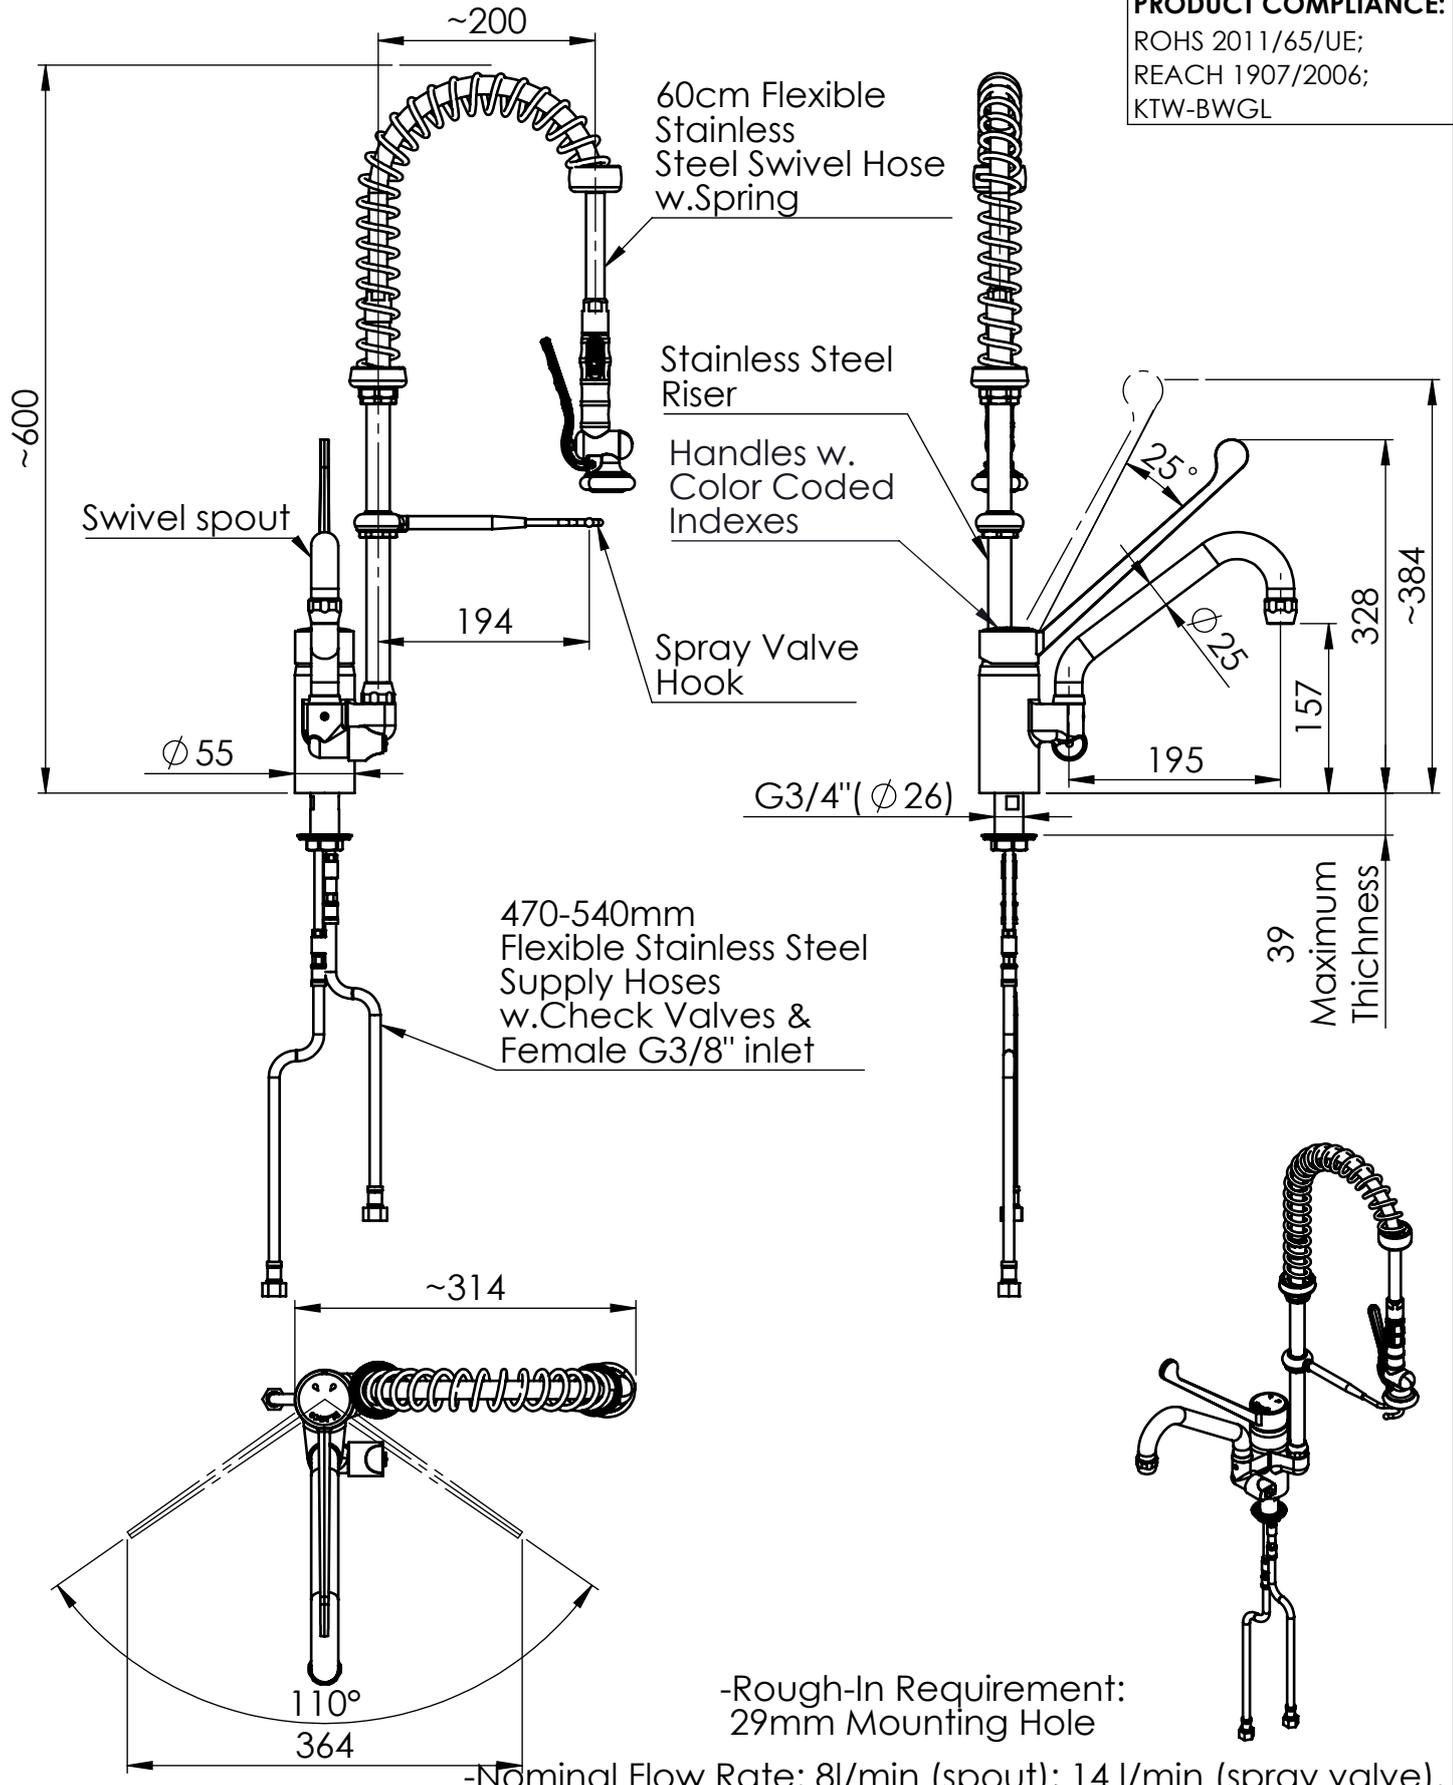 PRODUCT COMPLIANCE:
ROHS 2011/65/UE;
REACH 1907/2006;
KTW-BWGL
~200
60cm Flexible
Stainless
Steel Swivel Hose
w.Spring
~600
Stainless Steel
Riser
Handles w.
Color Coded
Indexes
25°
Swivel spout
194
Spray Valve
Hook
Ø 25
328
~384
157
Ø 55
195
G3/4"( Ø 26)
39
Maximum
Thichness
470-540mm
Flexible Stainless Steel
Supply Hoses
w.Check Valves &
Female G3/8" inlet
~314
110°
364
-Rough-In Requirement:
29mm Mounting Hole
-Nominal Flow Rate: 8l/min (spout); 14 l/min (spray valve).